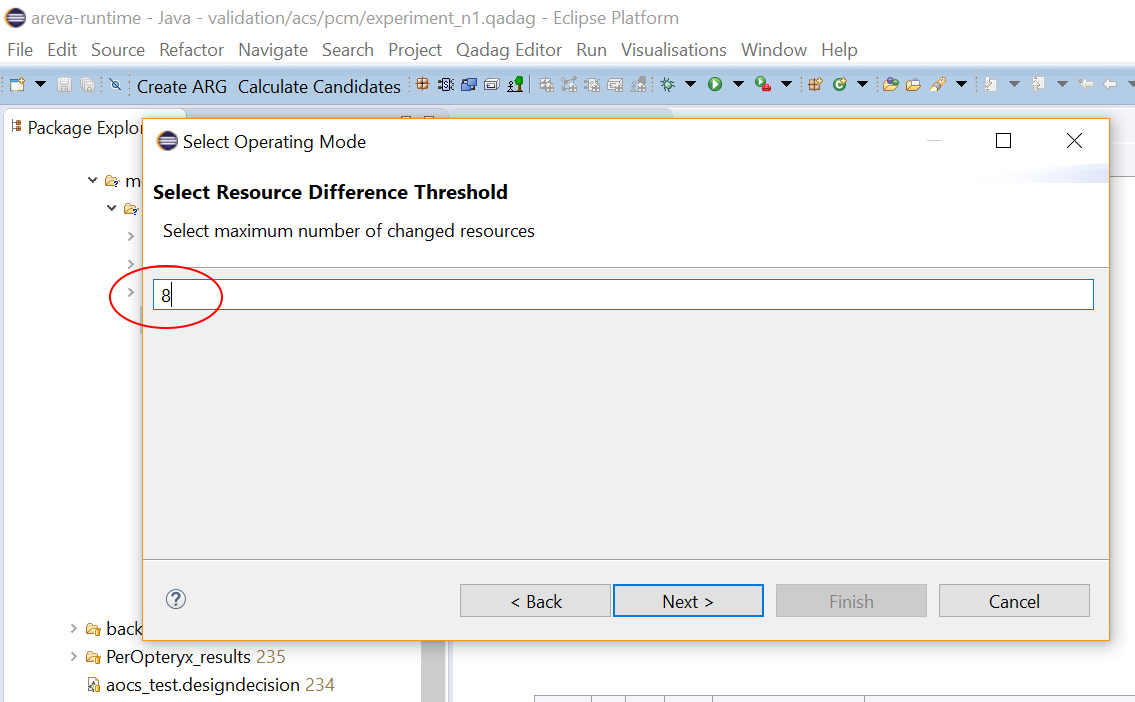 areva-runtime - Java - validation/acs/pcm/experiment_n1.qadag - Eclipse Platform
File Edit Source Refactor Navigate Search Project Qadag Editor Run Visualisations Window Help
Create ARG Calculate Candidates
Package Explo
Select Operating Mode
Select Resource Difference Threshold
Select maximum number of changed resources
8
< Back Next > Finish Cancel
back
PerOpteryx_results 235
aocs_test.designdecision 234